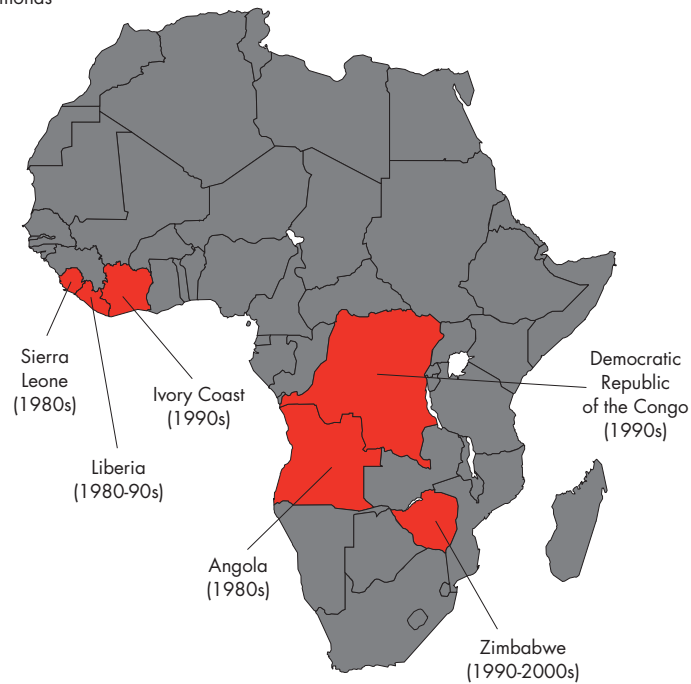 Sierra
Leone
(1980s)
Ivory Coast
(1990s)
Liberia
(1980-90s)
Democratic
Republic
of the Congo
(1990s)
Angola
(1980s)
Zimbabwe
(1990-2000s)